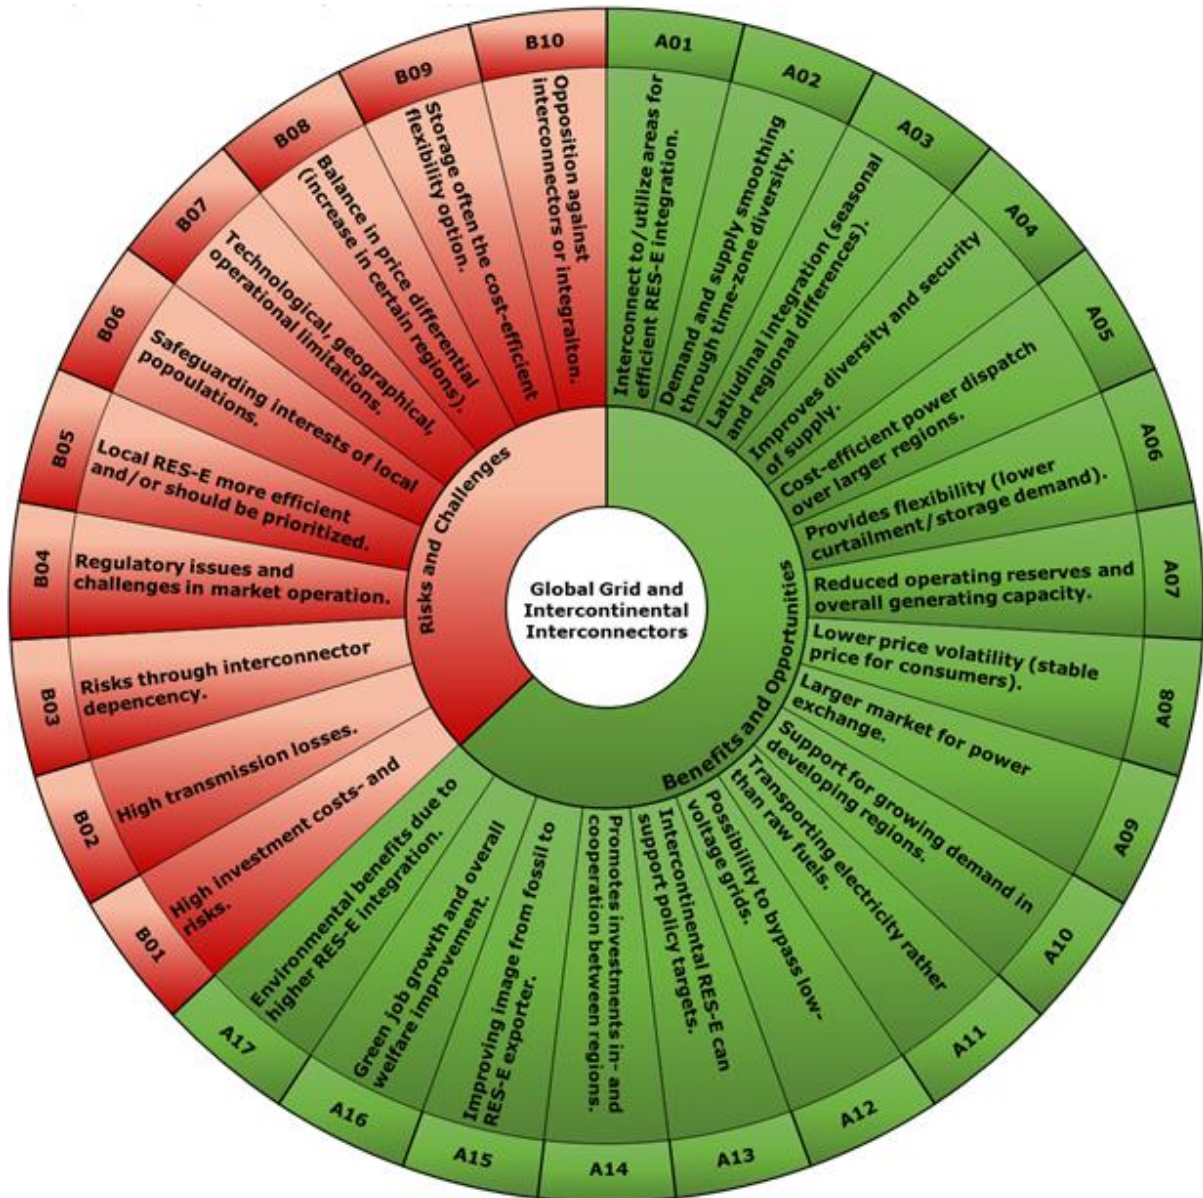 Global Grid and
Intercontinental
Interconnectors
Benefits and Opportunities
Risks and Challenges
A01
Interconnect to/utilize areas for
efficient RES-E integration.
A02
Demand and supply smoothing
through time-zone diversity.
A03
Latiudinal integration (seasonal
and regional differences).
A04
Improves diversity and security
of supply.
A05
Cost-efficient power dispatch
over larger regions.
A06
Provides flexibility (lower
curtailment/storage demand).
A07
Reduced operating reserves and
overall generating capacity.
A08
Lower price volatility (stable
price for consumers).
A09
Larger market for power
exchange.
A10
Support for growing demand in
developing regions.
A11
Transporting electricity rather
than raw fuels.
A12
Possibility to bypass low-
voltage grids.
A13
Intercontinental RES-E can
support policy targets.
A14
Promotes investments in- and
cooperation between regions.
A15
Improving image from fossil to
RES-E exporter.
A16
Green job growth and overall
welfare improvement.
A17
Environmental benefits due to
higher RES-E integration.
B01
High investment costs- and
risks.
B02
High transmission losses.
B03
Risks through interconnector
depencency.
B04
Regulatory issues and
challenges in market operation.
B05
Local RES-E more efficient
and/or should be prioritized.
B06
Safeguarding interests of local
popoulations.
B07
Technological, geographical,
operational limitations.
B08
Balance in price differential
(increase in certain regions).
B09
Storage often the cost-efficient
flexibility option.
B10
Opposition against
interconnectors or integraiton.